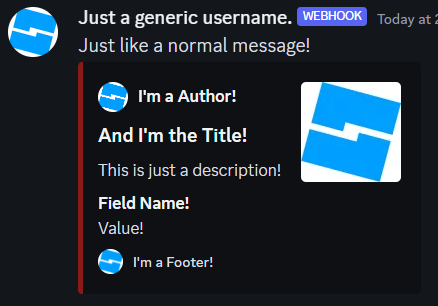 Just a generic username. WEBHOOK Today at
Just like a normal message!
I'm a Author!
And I'm the Title!
This is just a description!
Field Name!
Value!
I'm a Footer!